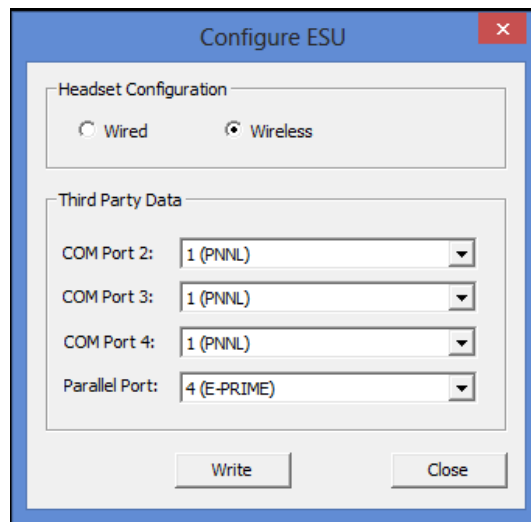 Configure ESU
Headset Configuration
Wired Wireless
Third Party Data
COM Port 2: 1 (PNNL)
COM Port 3: 1 (PNNL)
COM Port 4: 1 (PNNL)
Parallel Port: 4 (E-PRIME)
Write Close